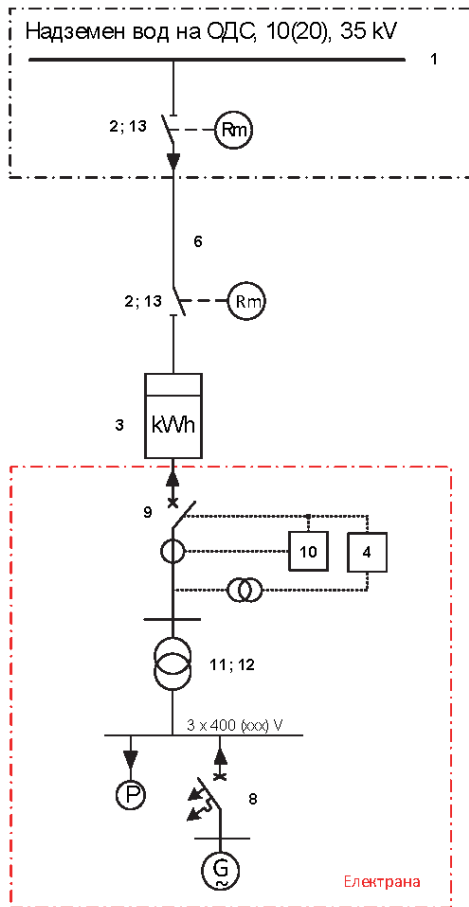 Надземен вод на ОДС, 10(20), 35 kV
1
2; 13
Rm
6
2; 13
Rm
3
kWh
9
10
4
11; 12
3 x 400 (xxx) V
P
8
G
~
Електрана